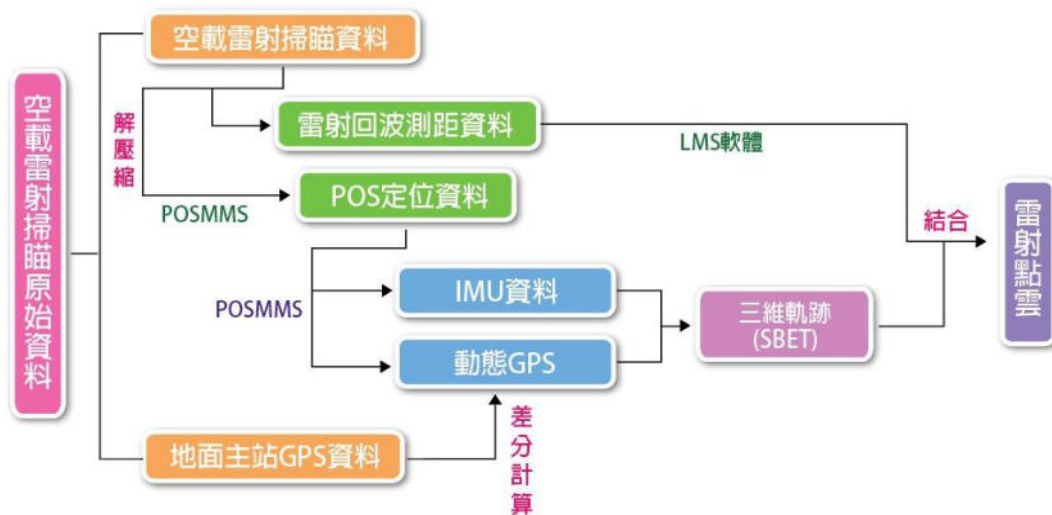 空載雷射掃瞄原始資料
空載雷射掃瞄資料
解壓縮
雷射回波測距資料
LMS軟體
POSMMS
POS定位資料
結合
雷射點雲
POSMMS
IMU資料
動態GPS
三維軌跡
(SBET)
差分計算
地面主站GPS資料